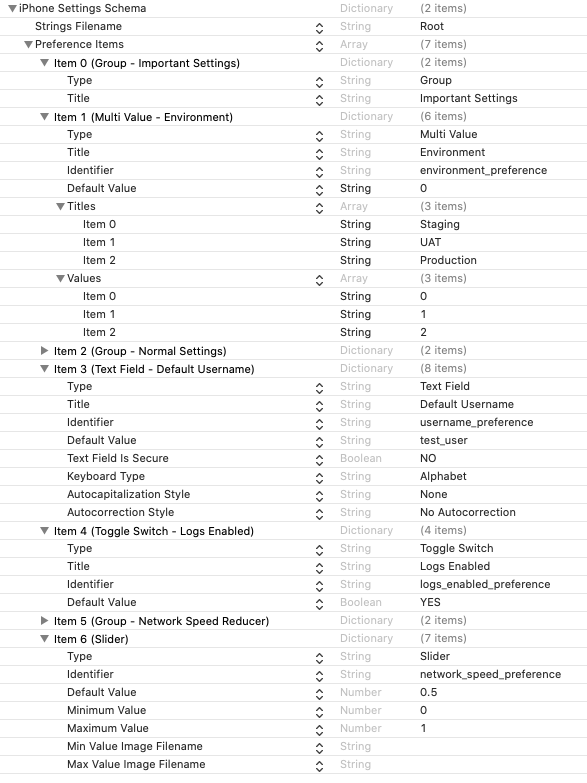 iPhone Settings Schema Dictionary (2 items)
Strings Filename String Root
Preference Items Array (7 items)
Item 0 (Group - Important Settings) Dictionary (2 items)
Type String Group
Title String Important Settings
Item 1 (Multi Value - Environment) Dictionary (6 items)
Type String Multi Value
Title String Environment
Identifier String environment_preference
Default Value String 0
Titles Array (3 items)
Item 0 String Staging
Item 1 String UAT
Item 2 String Production
Values Array (3 items)
Item 0 String 0
Item 1 String 1
Item 2 String 2
Item 2 (Group - Normal Settings) Dictionary (2 items)
Item 3 (Text Field - Default Username) Dictionary (8 items)
Type String Text Field
Title String Default Username
Identifier String username_preference
Default Value String test_user
Text Field Is Secure Boolean NO
Keyboard Type String Alphabet
Autocapitalization Style String None
Autocorrection Style String No Autocorrection
Item 4 (Toggle Switch - Logs Enabled) Dictionary (4 items)
Type String Toggle Switch
Title String Logs Enabled
Identifier String logs_enabled_preference
Default Value Boolean YES
Item 5 (Group - Network Speed Reducer) Dictionary (2 items)
Item 6 (Slider) Dictionary (7 items)
Type String Slider
Identifier String network_speed_preference
Default Value Number 0.5
Minimum Value Number 0
Maximum Value Number 1
Min Value Image Filename String
Max Value Image Filename String